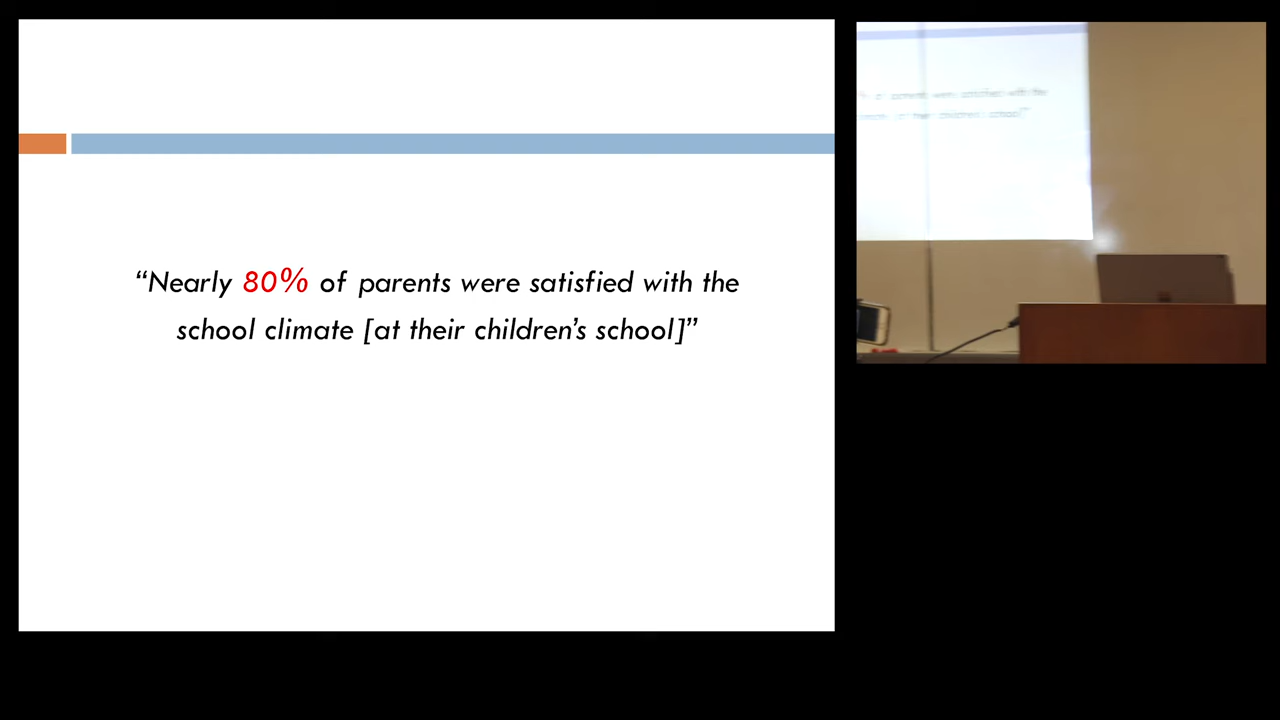 “Nearly 80% of parents were satisfied with the
school climate [at their children’s school]”